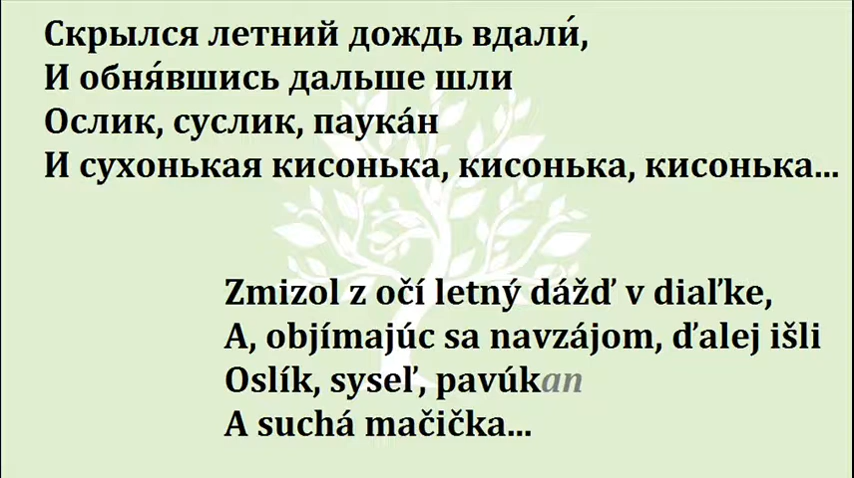 Скрылся летний дождь вдали́,
И обня́вшись дальше шли
Ослик, суслик, паука́н
И сухонькая кисонька, кисонька, кисонька...
Zmizol z očí letný dážď v diaľke,
A, objímajúc sa navzájom, ďalej išli
Oslík, syseľ, pavúkan
A suchá mačička...